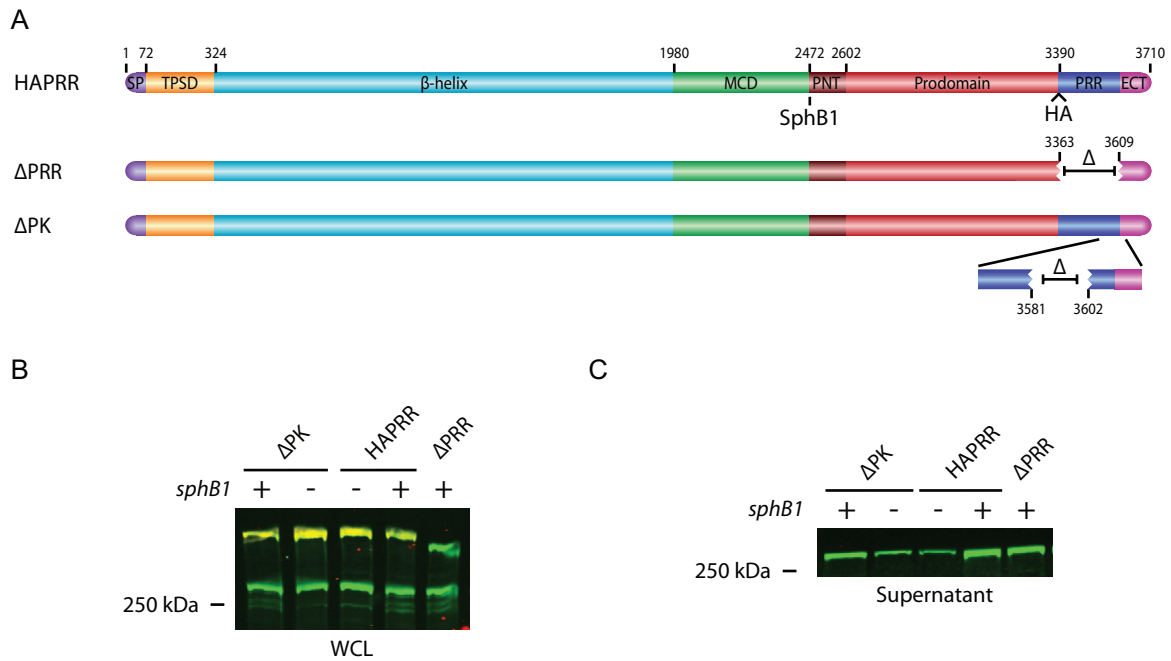 A
1 72 324 1980 2472 2602 3390 3710
HAPRR SP TPSD β-helix MCD PNT Prodomain PRR ECT
SphB1 HA
3363 3609
ΔPRR Δ
ΔPK
Δ
3581 3602
B
ΔPK HAPRR ΔPRR
sphB1 + - - + +
250 kDa
WCL
C
ΔPK HAPRR ΔPRR
sphB1 + - - + +
250 kDa
Supernatant